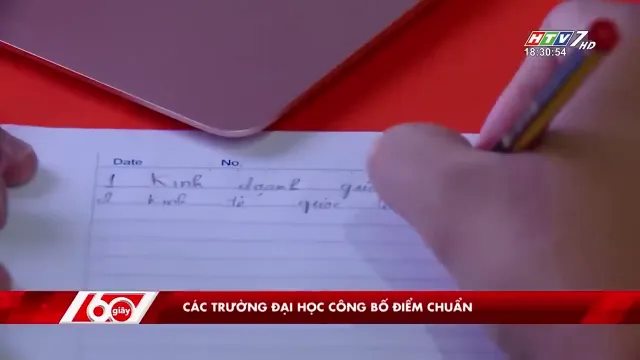 HTV7 HD
18:30:54
Date No.
1 Kinh doanh quố
2 Kinh tế quốc
60 giây
CÁC TRƯỜNG ĐẠI HỌC CÔNG BỐ ĐIỂM CHUẨN